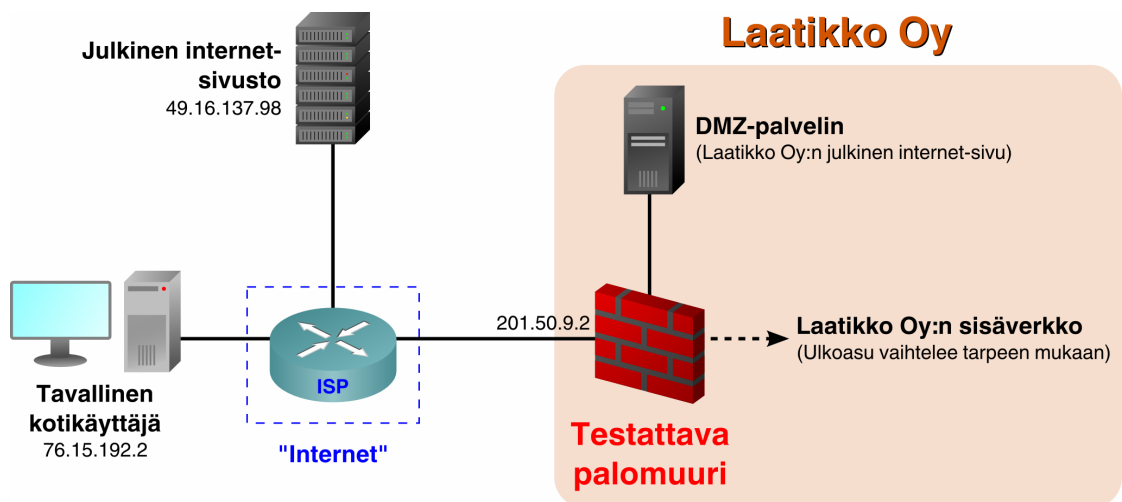 Laatikko Oy
Julkinen internet-
sivusto
49.16.137.98
DMZ-palvelin
(Laatikko Oy:n julkinen internet-sivu)
201.50.9.2
Laatikko Oy:n sisäverkko
(Ulkoasu vaihtelee tarpeen mukaan)
ISP
Tavallinen
kotikäyttäjä
76.15.192.2
"Internet"
Testattava
palomuuri